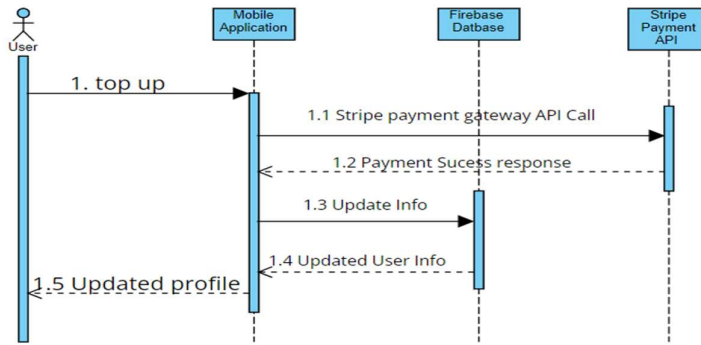 User
Mobile
Application
Firebase
Datbase
Stripe
Payment
API
1. top up
1.1 Stripe payment gateway API Call
1.2 Payment Sucess response
1.3 Update Info
1.4 Updated User Info
1.5 Updated profile